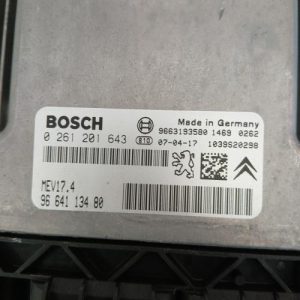 BOSCH
Made in Germany
9663193580 1469 0262
0 261 201 643
07-04-17 1039S20298
MEV17.4
96 641 134 80